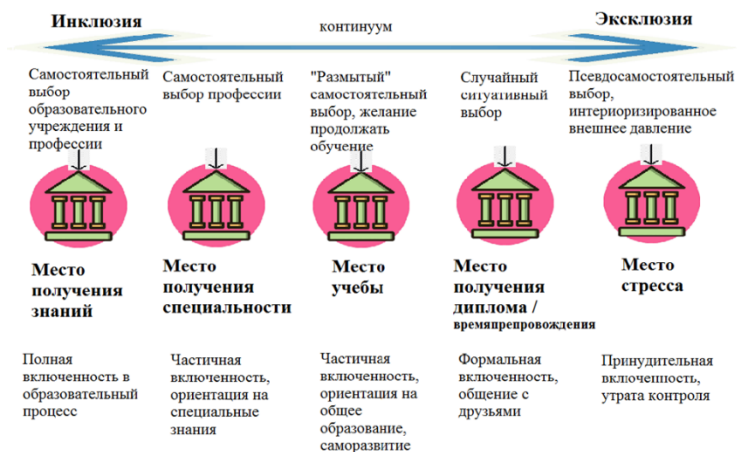 Инклюзия
континуум
Эксклюзия
Самостоятельный
выбор
образовательного
учреждения и
профессии
Самостоятельный
выбор профессии
"Размытый"
самостоятельный
выбор, желание
продолжать
обучение
Случайный
ситуативный
выбор
Псевдосамостоятельный
выбор,
интериоризированное
внешнее давление
Место
получения
знаний
Место
получения
специальности
Место
учебы
Место
получения
диплома /
времяпрепровождения
Место
стресса
Полная
включенность в
образовательный
процесс
Частичная
включенность,
ориентация на
специальные
знания
Частичная
включенность,
ориентация на
общее
образование,
саморазвитие
Формальная
включенность,
общение с
друзьями
Принудительная
включенность,
утрата контроля